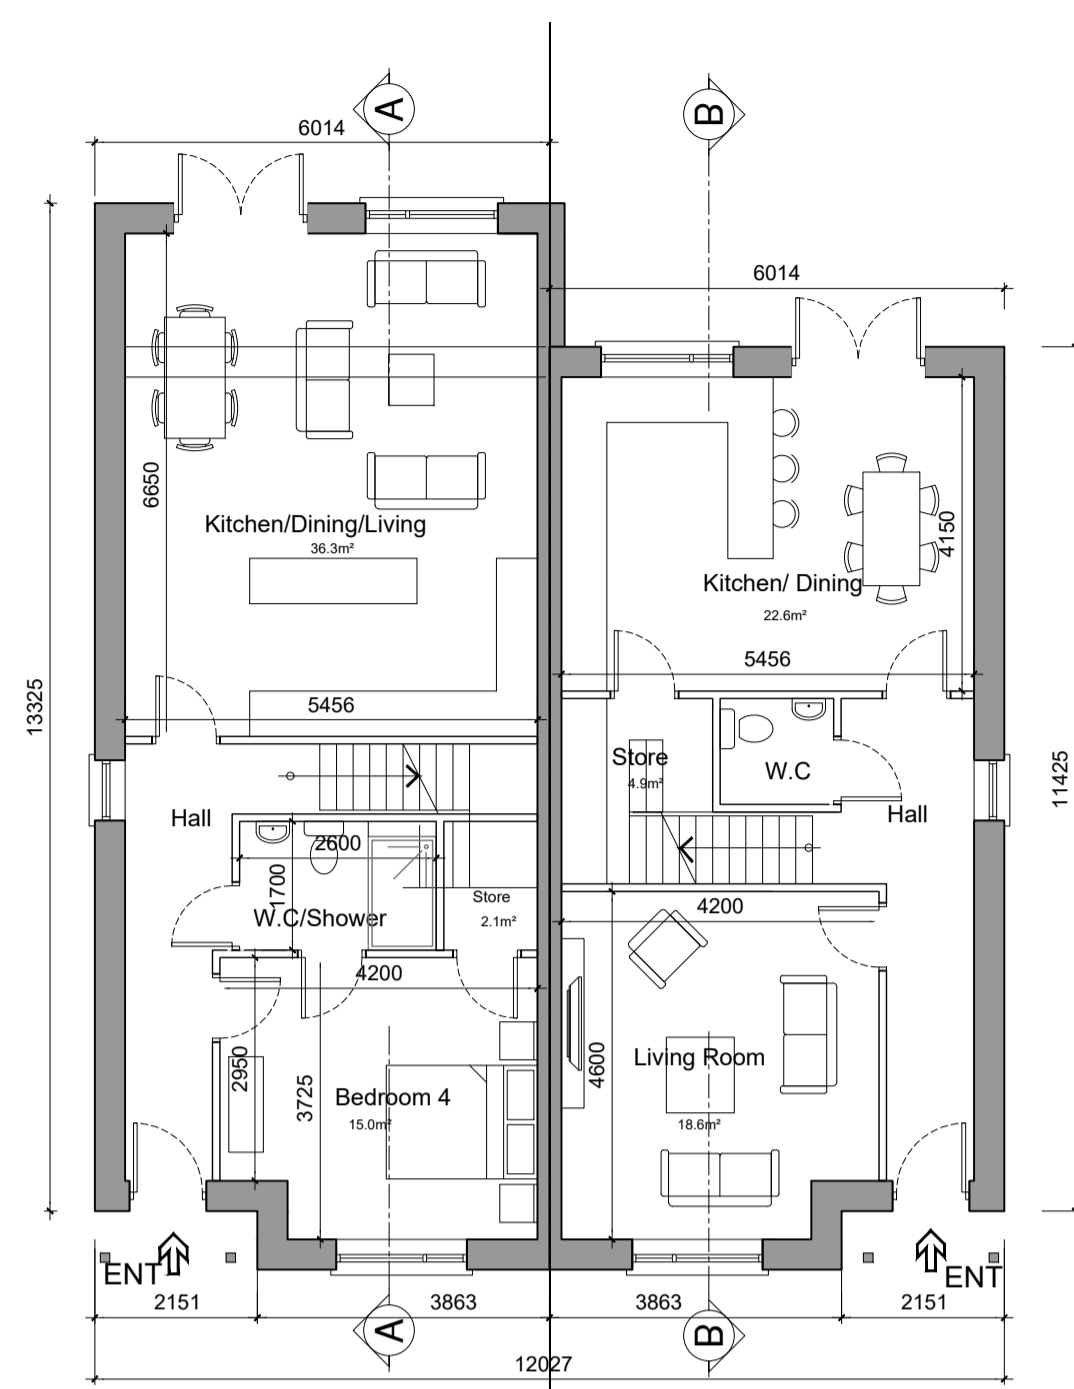 A
B
6014
6014
6650
4150
Kitchen/Dining/Living
36.3m²
Kitchen/ Dining
22.6m²
5456
5456
13325
11425
Store
4.9m²
W.C
Hall
Hall
2600
1700
W.C/Shower
Store
2.1m²
4200
4200
2950
3725
4600
Living Room
18.6m²
Bedroom 4
15.0m²
ENT
ENT
2151
3863
3863
2151
A
B
12027